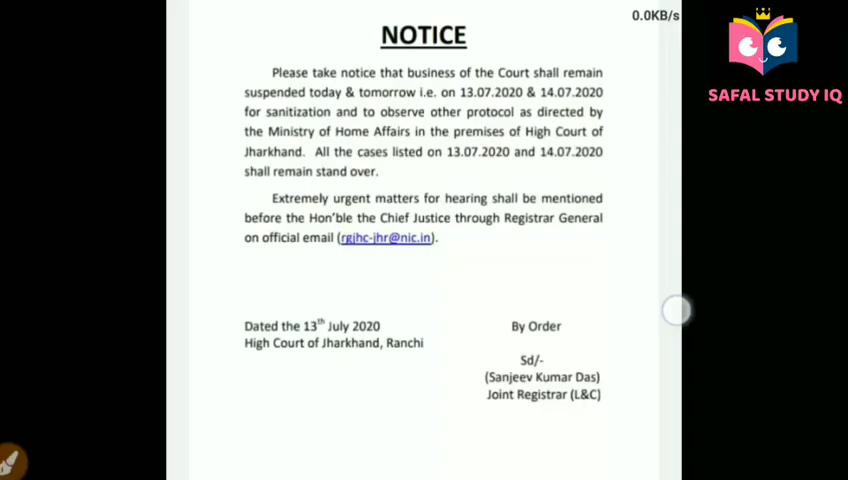 0.0KB/s
SAFAL STUDY IQ
NOTICE
Please take notice that business of the Court shall remain
suspended today & tomorrow i.e. on 13.07.2020 & 14.07.2020
for sanitization and to observe other protocol as directed by
the Ministry of Home Affairs in the premises of High Court of
Jharkhand. All the cases listed on 13.07.2020 and 14.07.2020
shall remain stand over.
Extremely urgent matters for hearing shall be mentioned
before the Hon'ble the Chief Justice through Registrar General
on official email (rgjhc-jhr@nic.in).
Dated the 13th July 2020
High Court of Jharkhand, Ranchi
By Order
Sd/-
(Sanjeev Kumar Das)
Joint Registrar (L&C)